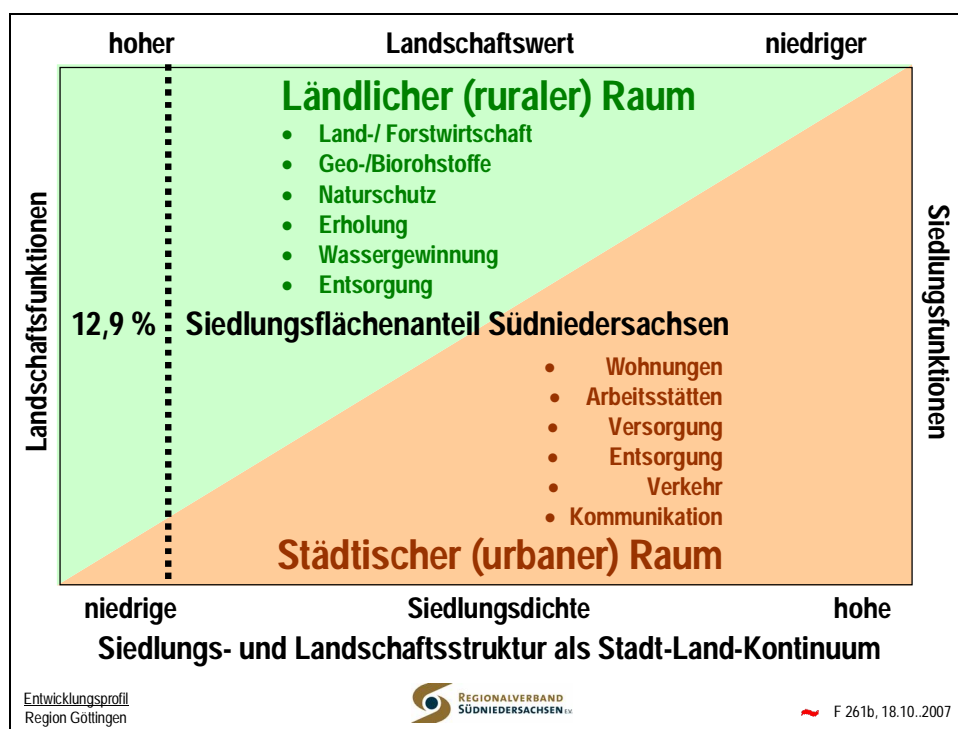 hoher Landschaftswert niedriger
Ländlicher (ruraler) Raum
• Land-/ Forstwirtschaft
• Geo-/Biorohstoffe
• Naturschutz
• Erholung
• Wassergewinnung
• Entsorgung
Landschaftsfunktionen
Siedlungsfunktionen
12,9 % Siedlungsflächenanteil Südniedersachsen
• Wohnungen
• Arbeitsstätten
• Versorgung
• Entsorgung
• Verkehr
• Kommunikation
Städtischer (urbaner) Raum
niedrige Siedlungsdichte hohe
Siedlungs- und Landschaftsstruktur als Stadt-Land-Kontinuum
Entwicklungsprofil
Region Göttingen
REGIONALVERBAND
SÜDNIEDERSACHSEN E.V.
F 261b, 18.10..2007